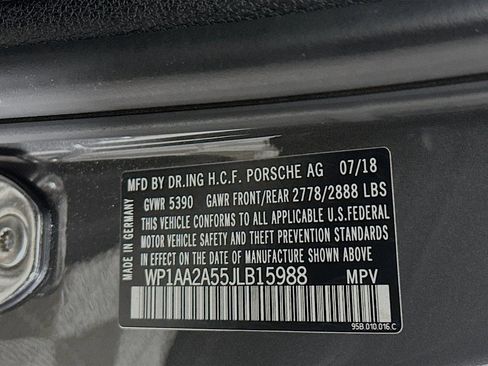 MFD BY DR.ING H.C.F. PORSCHE AG 07/18
GVWR 5390 GAWR FRONT/REAR 2778/2888 LBS
THIS VEHICLE CONFORMS TO ALL APPLICABLE U.S.FEDERAL
MOTOR VEHICLE SAFETY AND THEFT PREVENTION STANDARDS
IN EFFECT ON THE DATE OF MANUFACTURE SHOWN ABOVE
WP1AA2A55JLB15988 MPV
95B.010.016.C
MADE IN GERMANY